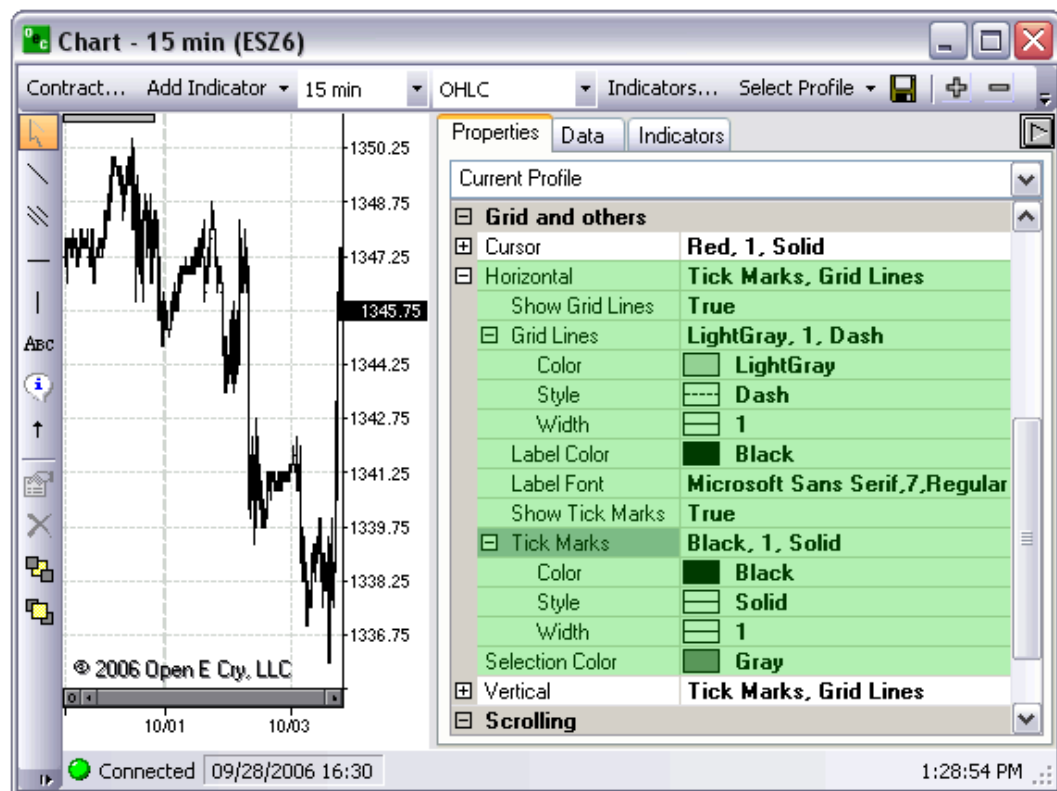 Oec Chart - 15 min (ESZ6)
Contract... Add Indicator 15 min OHLC Indicators... Select Profile
Properties Data Indicators
Current Profile
Grid and others
Cursor Red, 1, Solid
Horizontal Tick Marks, Grid Lines
Show Grid Lines True
Grid Lines LightGray, 1, Dash
Color LightGray
Style Dash
Width 1
Label Color Black
Label Font Microsoft Sans Serif,7,Regular
Show Tick Marks True
Tick Marks Black, 1, Solid
Color Black
Style Solid
Width 1
Selection Color Gray
Vertical Tick Marks, Grid Lines
Scrolling
ABC
1350.25
1348.75
1347.25
1345.75
1344.25
1342.75
1341.25
1339.75
1338.25
1336.75
© 2006 Open E Cry, LLC
10/01 10/03
Connected 09/28/2006 16:30 1:28:54 PM